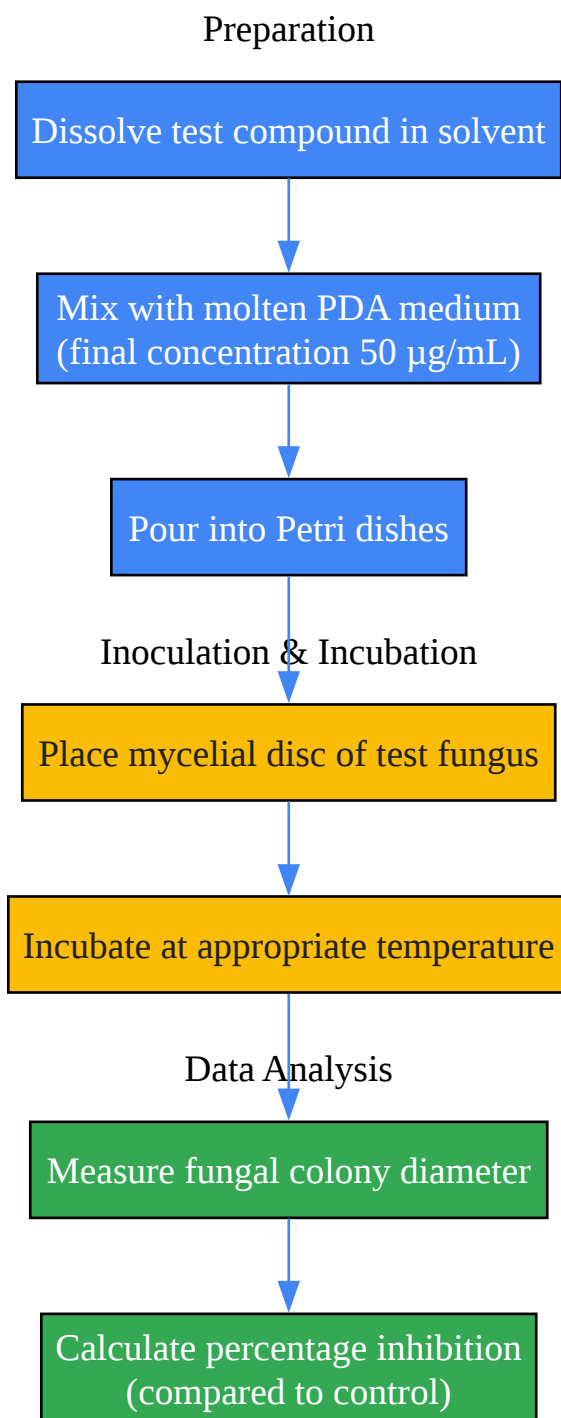 Preparation
Dissolve test compound in solvent
Mix with molten PDA medium
(final concentration 50 µg/mL)
Pour into Petri dishes
Inoculation & Incubation
Place mycelial disc of test fungus
Incubate at appropriate temperature
Data Analysis
Measure fungal colony diameter
Calculate percentage inhibition
(compared to control)